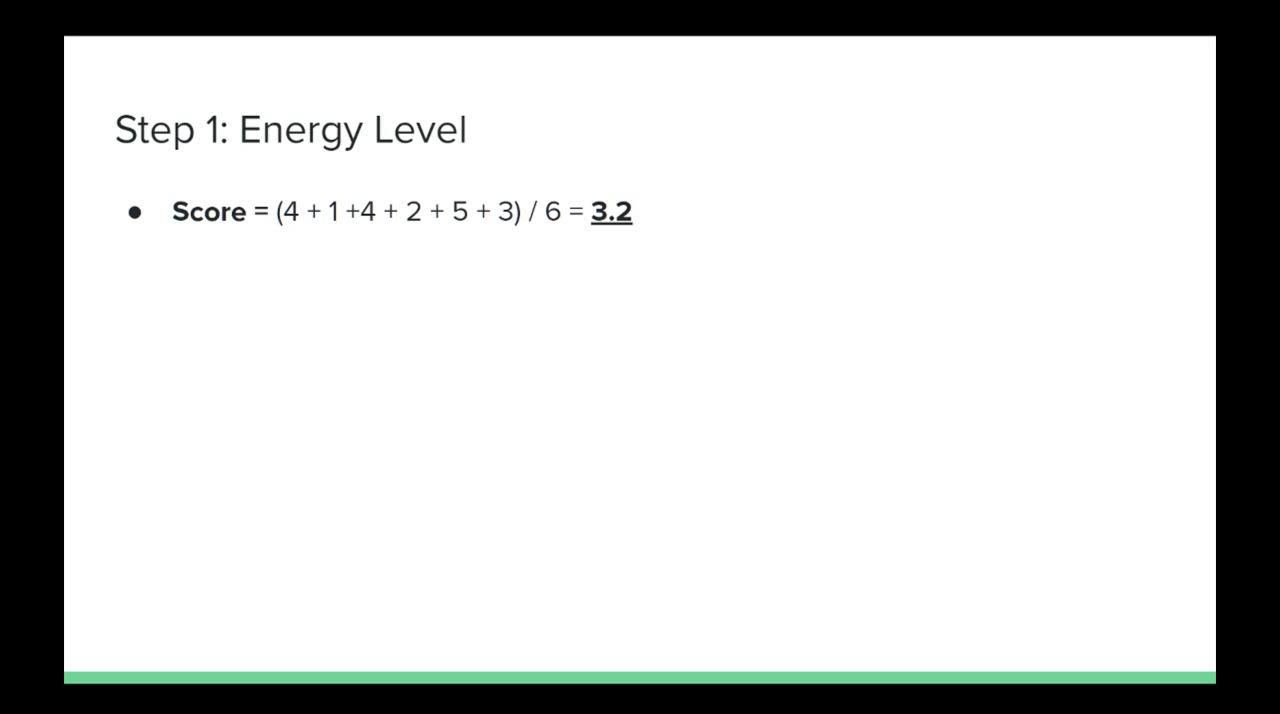 Step 1: Energy Level
● Score = (4 + 1 +4 + 2 + 5 + 3) / 6 = 3.2